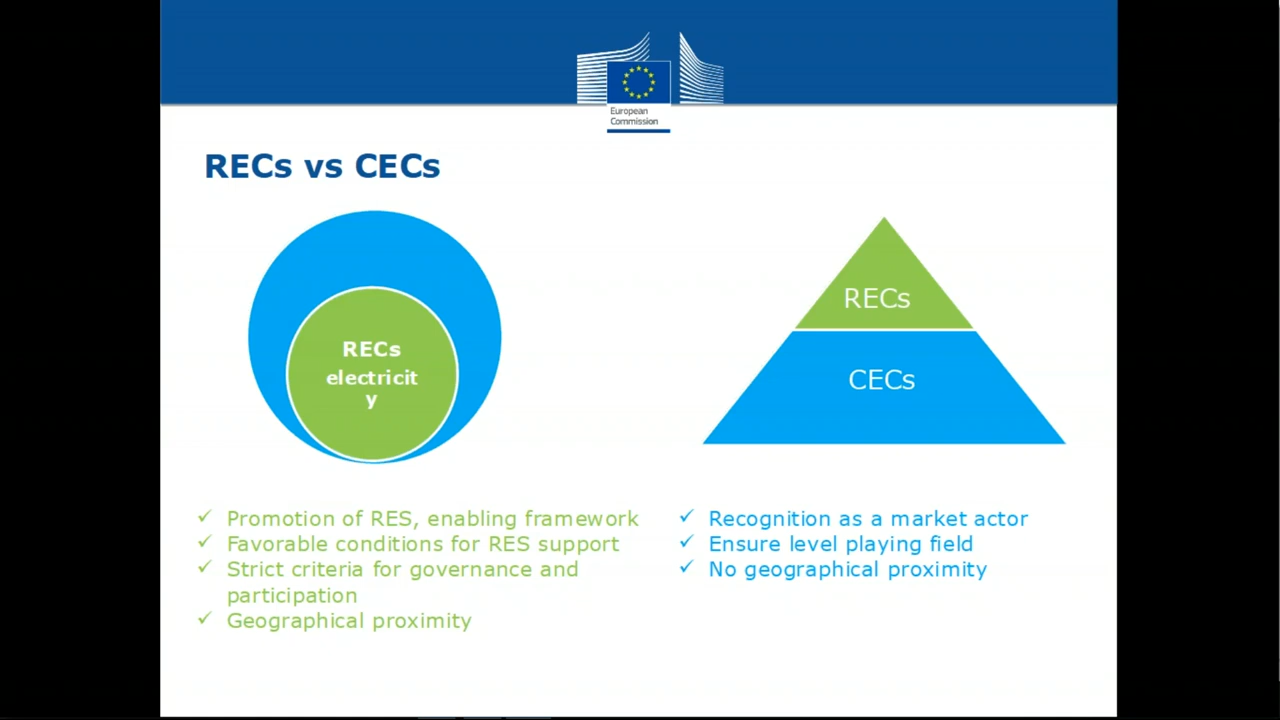 European
Commission
RECs vs CECs
RECs
electricit
y
RECs
CECs
Promotion of RES, enabling framework
Favorable conditions for RES support
Strict criteria for governance and
participation
Geographical proximity
Recognition as a market actor
Ensure level playing field
No geographical proximity